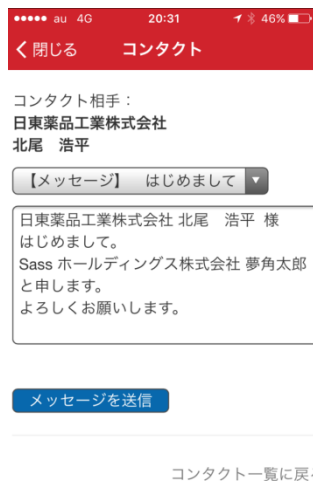 au 4G 20:31 46%
閉じる コンタクト
コンタクト相手：
日東薬品工業株式会社
北尾　浩平
【メッセージ】　はじめまして
日東薬品工業株式会社 北尾　浩平 様
はじめまして。
Sass ホールディングス株式会社 夢角太郎
と申します。
よろしくお願いします。
メッセージを送信
コンタクト一覧に戻